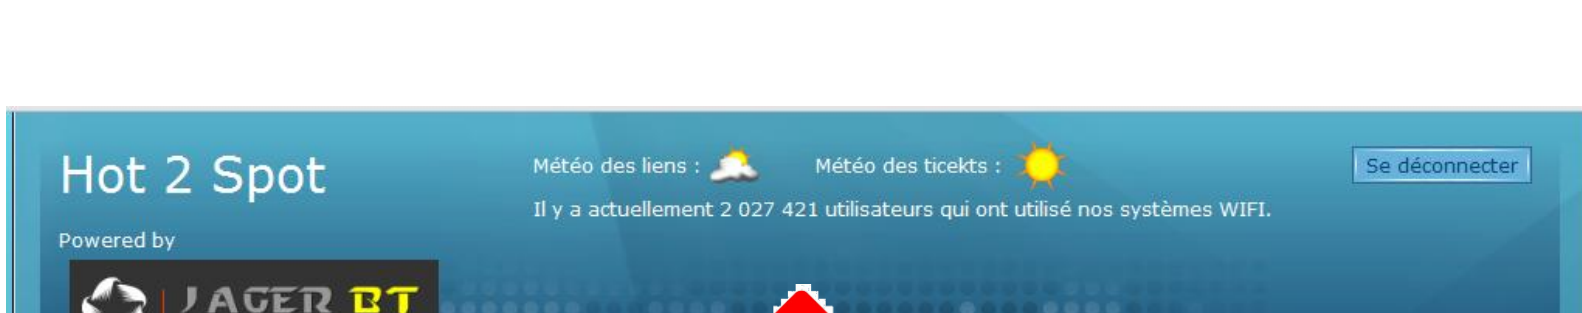 Hot 2 Spot
Météo des liens :
Météo des ticekts :
Se déconnecter
Il y a actuellement 2 027 421 utilisateurs qui ont utilisé nos systèmes WIFI.
Powered by
JAGER BT